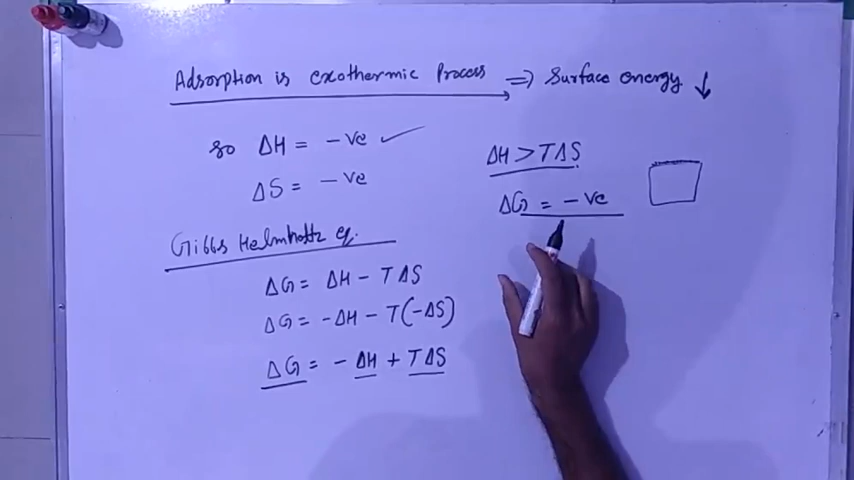 Adsorption is exothermic Process ⇒ Surface energy ↓
so ΔH = -ve ✓
ΔS = -ve
Gibbs Helmholtz eq.
ΔG = ΔH - TΔS
ΔG = -ΔH - T(-ΔS)
ΔG = - ΔH + TΔS
ΔH > TΔS
ΔG = -ve